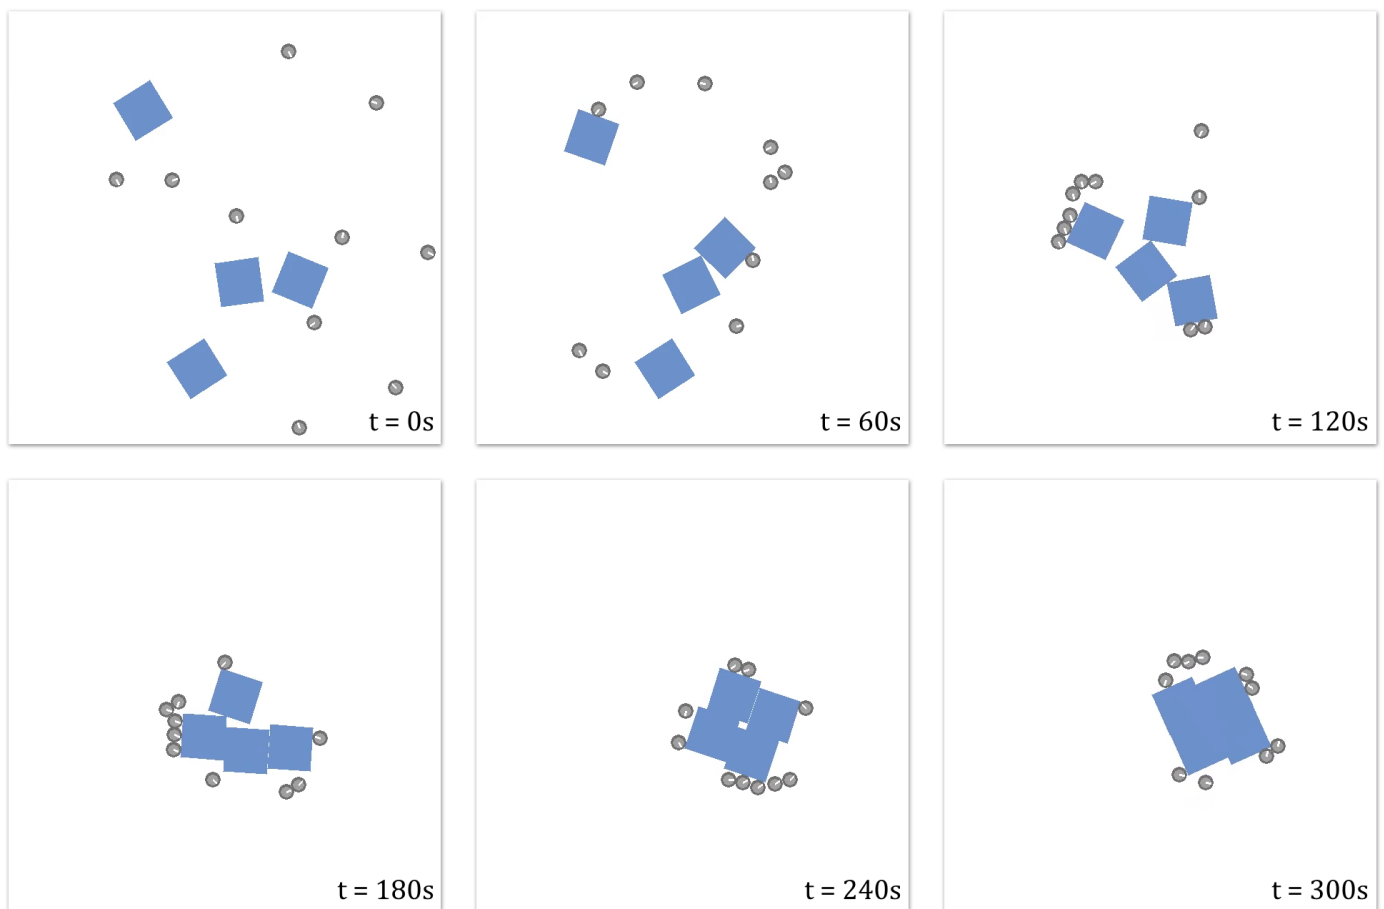 t = 0s
t = 60s
t = 120s
t = 180s
t = 240s
t = 300s